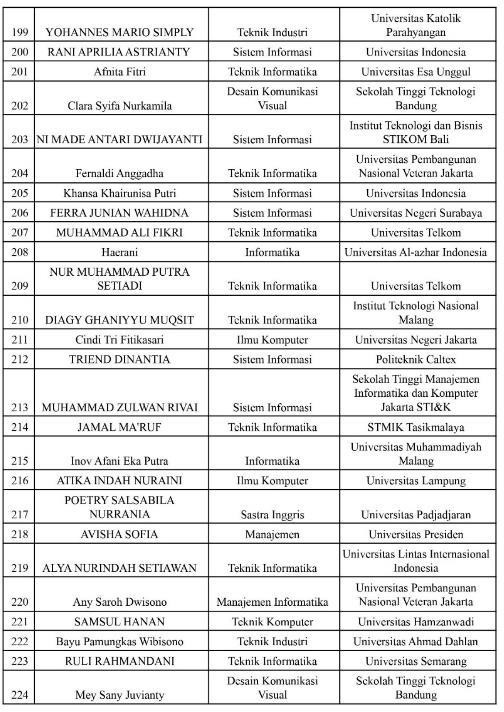 199 YOHANNES MARIO SIMPLY Teknik Industri Universitas Katolik
Parahyangan
200 RANI APRILIA ASTRIANTY Sistem Informasi Universitas Indonesia
201 Afnita Fitri Teknik Informatika Universitas Esa Unggul
202 Clara Syifa Nurkamila Desain Komunikasi
Visual Sekolah Tinggi Teknologi
Bandung
203 NI MADE ANTARI DWIJAYANTI Sistem Informasi Institut Teknologi dan Bisnis
STIKOM Bali
204 Fernaldi Anggadha Teknik Informatika Universitas Pembangunan
Nasional Veteran Jakarta
205 Khansa Khairunisa Putri Sistem Informasi Universitas Indonesia
206 FERRA JUNIAN WAHIDNA Sistem Informasi Universitas Negeri Surabaya
207 MUHAMMAD ALI FIKRI Teknik Informatika Universitas Telkom
208 Haerani Informatika Universitas Al-azhar Indonesia
209 NUR MUHAMMAD PUTRA
SETIADI Teknik Informatika Universitas Telkom
210 DIAGY GHANIYYU MUQSIT Teknik Informatika Institut Teknologi Nasional
Malang
211 Cindi Tri Fitikasari Ilmu Komputer Universitas Negeri Jakarta
212 TRIEND DINANTIA Sistem Informasi Politeknik Caltex
213 MUHAMMAD ZULWAN RIVAI Sistem Informasi Sekolah Tinggi Manajemen
Informatika dan Komputer
Jakarta STI&K
214 JAMAL MA'RUF Teknik Informatika STMIK Tasikmalaya
215 Inov Afani Eka Putra Informatika Universitas Muhammadiyah
Malang
216 ATIKA INDAH NURAINI Ilmu Komputer Universitas Lampung
217 POETRY SALSABILA
NURRANIA Sastra Inggris Universitas Padjadjaran
218 AVISHA SOFIA Manajemen Universitas Presiden
219 ALYA NURINDAH SETIAWAN Teknik Informatika Universitas Lintas Internasional
Indonesia
220 Any Saroh Dwisono Manajemen Informatika Universitas Pembangunan
Nasional Veteran Jakarta
221 SAMSUL HANAN Teknik Komputer Universitas Hamzanwadi
222 Bayu Pamungkas Wibisono Teknik Industri Universitas Ahmad Dahlan
223 RULI RAHMANDANI Teknik Informatika Universitas Semarang
224 Mey Sany Juvianty Desain Komunikasi
Visual Sekolah Tinggi Teknologi
Bandung